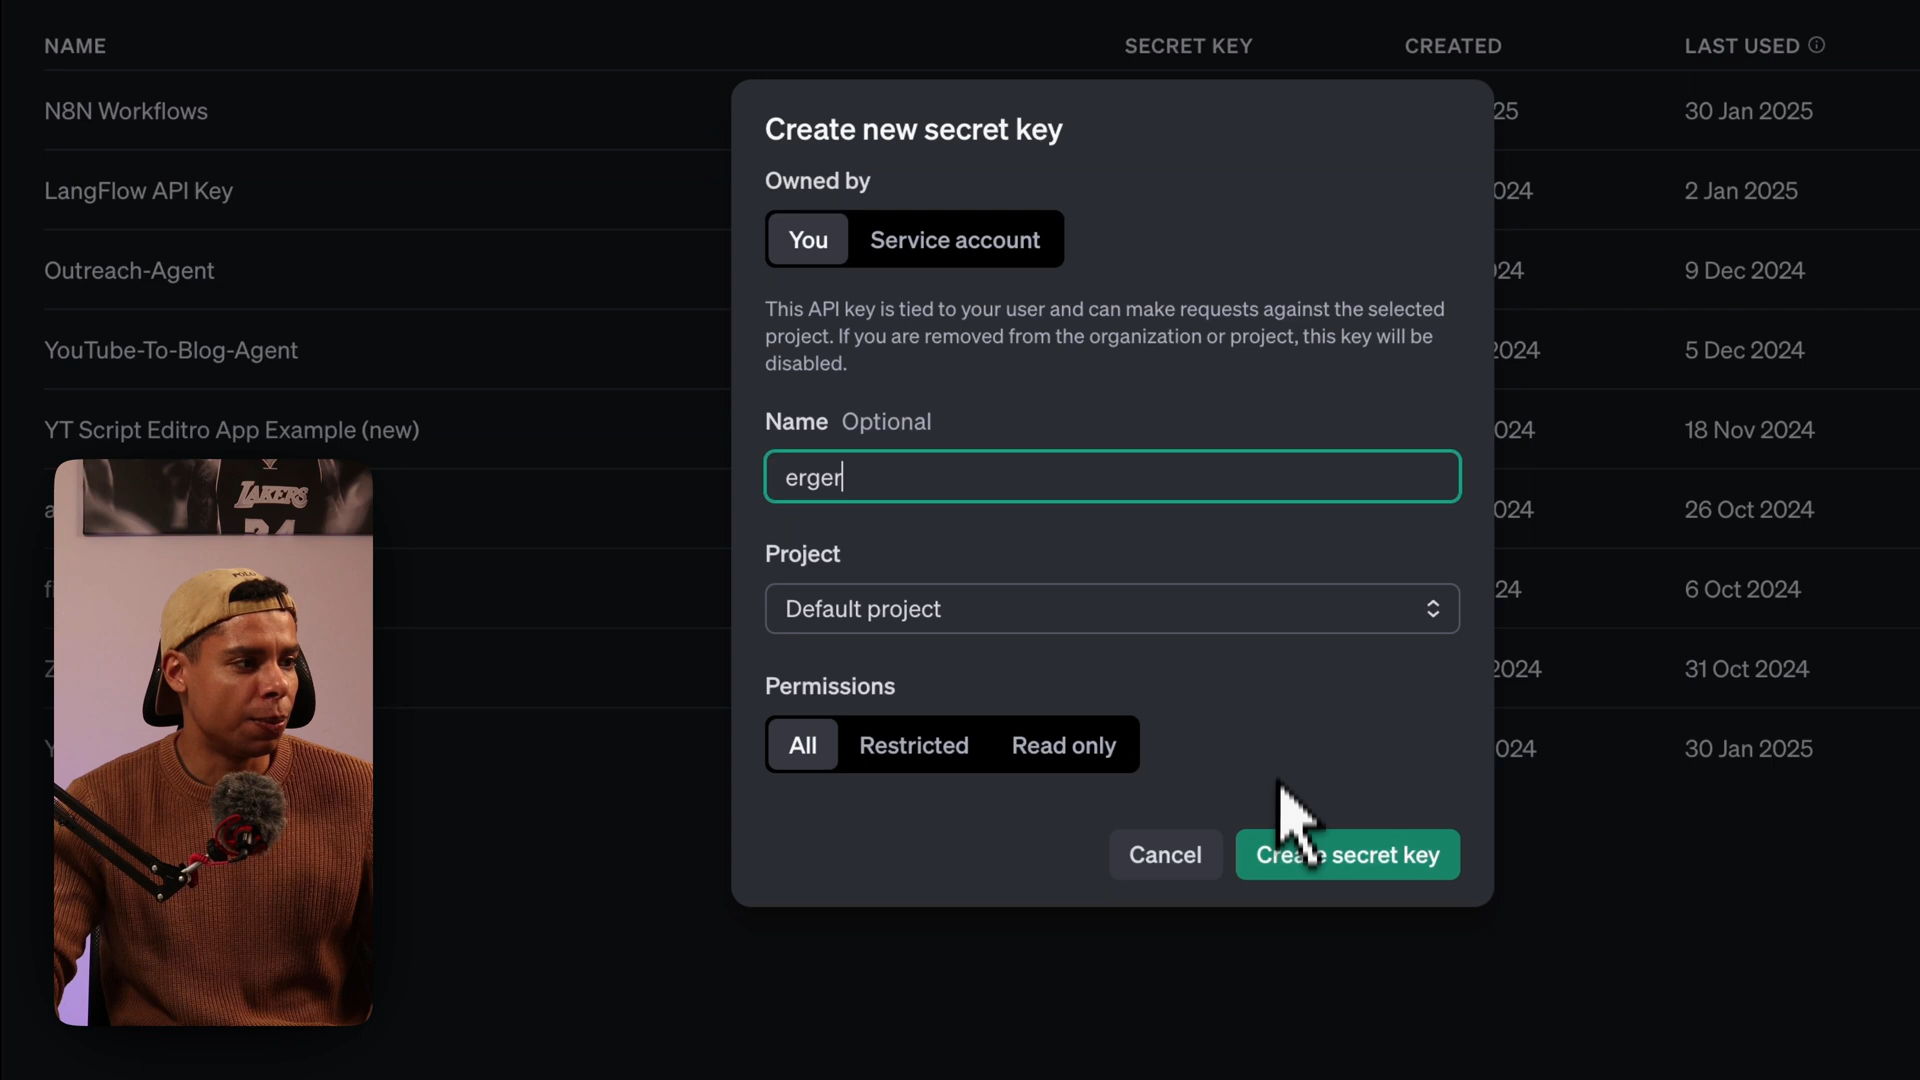 NAME
SECRET KEY
CREATED
LAST USED
N8N Workflows
25
30 Jan 2025
LangFlow API Key
024
2 Jan 2025
Outreach-Agent
24
9 Dec 2024
YouTube-To-Blog-Agent
2024
5 Dec 2024
YT Script Editro App Example (new)
024
18 Nov 2024
024
26 Oct 2024
24
6 Oct 2024
2024
31 Oct 2024
024
30 Jan 2025
Create new secret key
Owned by
You
Service account
This API key is tied to your user and can make requests against the selected
project. If you are removed from the organization or project, this key will be
disabled.
Name Optional
erger
Project
Default project
Permissions
All
Restricted
Read only
Cancel
Create secret key
LAKERS